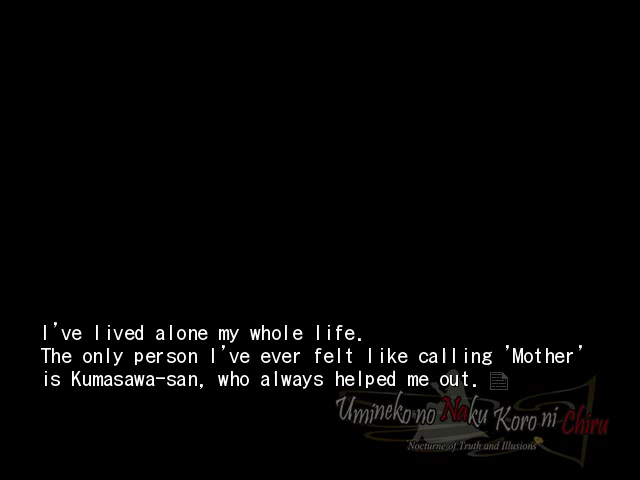 I've lived alone my whole life.
The only person I've ever felt like calling 'Mother'
is Kumasawa-san, who always helped me out.
Umineko no Naku Koro ni Chiru
Nocturne of Truth and Illusions